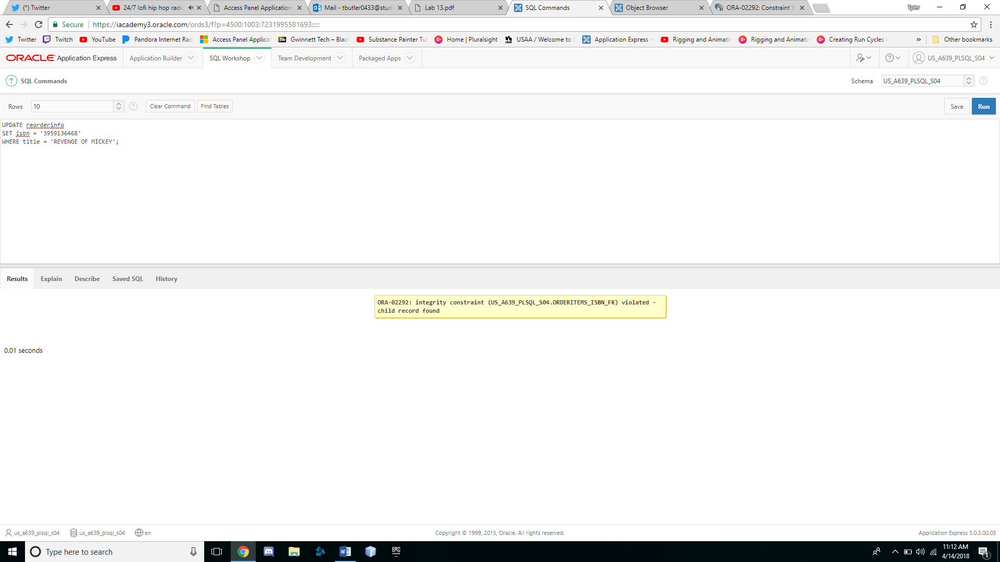 (*) Twitter
24/7 lofi hip hop radio
Access Panel Application
Mail - tbutler0433@stud
Lab 13.pdf
SQL Commands
Object Browser
ORA-02292: Constraint V
Tyler
Secure
https://iacademy3.oracle.com/ords3/f?p=4500:1003:7231995581693:::::
Twitter
Twitch
YouTube
Pandora Internet Rad
Access Panel Applicat
Bb Gwinnett Tech – Blac
Substance Painter Tu
Home | Pluralsight
USAA / Welcome to U
Application Express -
Rigging and Animatin
Rigging and Animatin
Creating Run Cycles i
»
Other bookmarks
ORACLE Application Express
Application Builder
SQL Workshop
Team Development
Packaged Apps
US_A639_PLSQL_S04
SQL Commands
Schema
US_A639_PLSQL_S04
Rows
10
Clear Command
Find Tables
Save
Run
UPDATE reorderinfo
SET isbn = '3959136468'
WHERE title = 'REVENGE OF MICKEY';
Results
Explain
Describe
Saved SQL
History
ORA-02292: integrity constraint (US_A639_PLSQL_S04.ORDERITEMS_ISBN_FK) violated -
child record found
0.01 seconds
us_a639_plsql_s04
us_a639_plsql_s04
en
Copyright © 1999, 2015, Oracle. All rights reserved.
Application Express 5.0.3.00.03
Type here to search
EPIC
GAMES
11:12 AM
4/14/2018
1